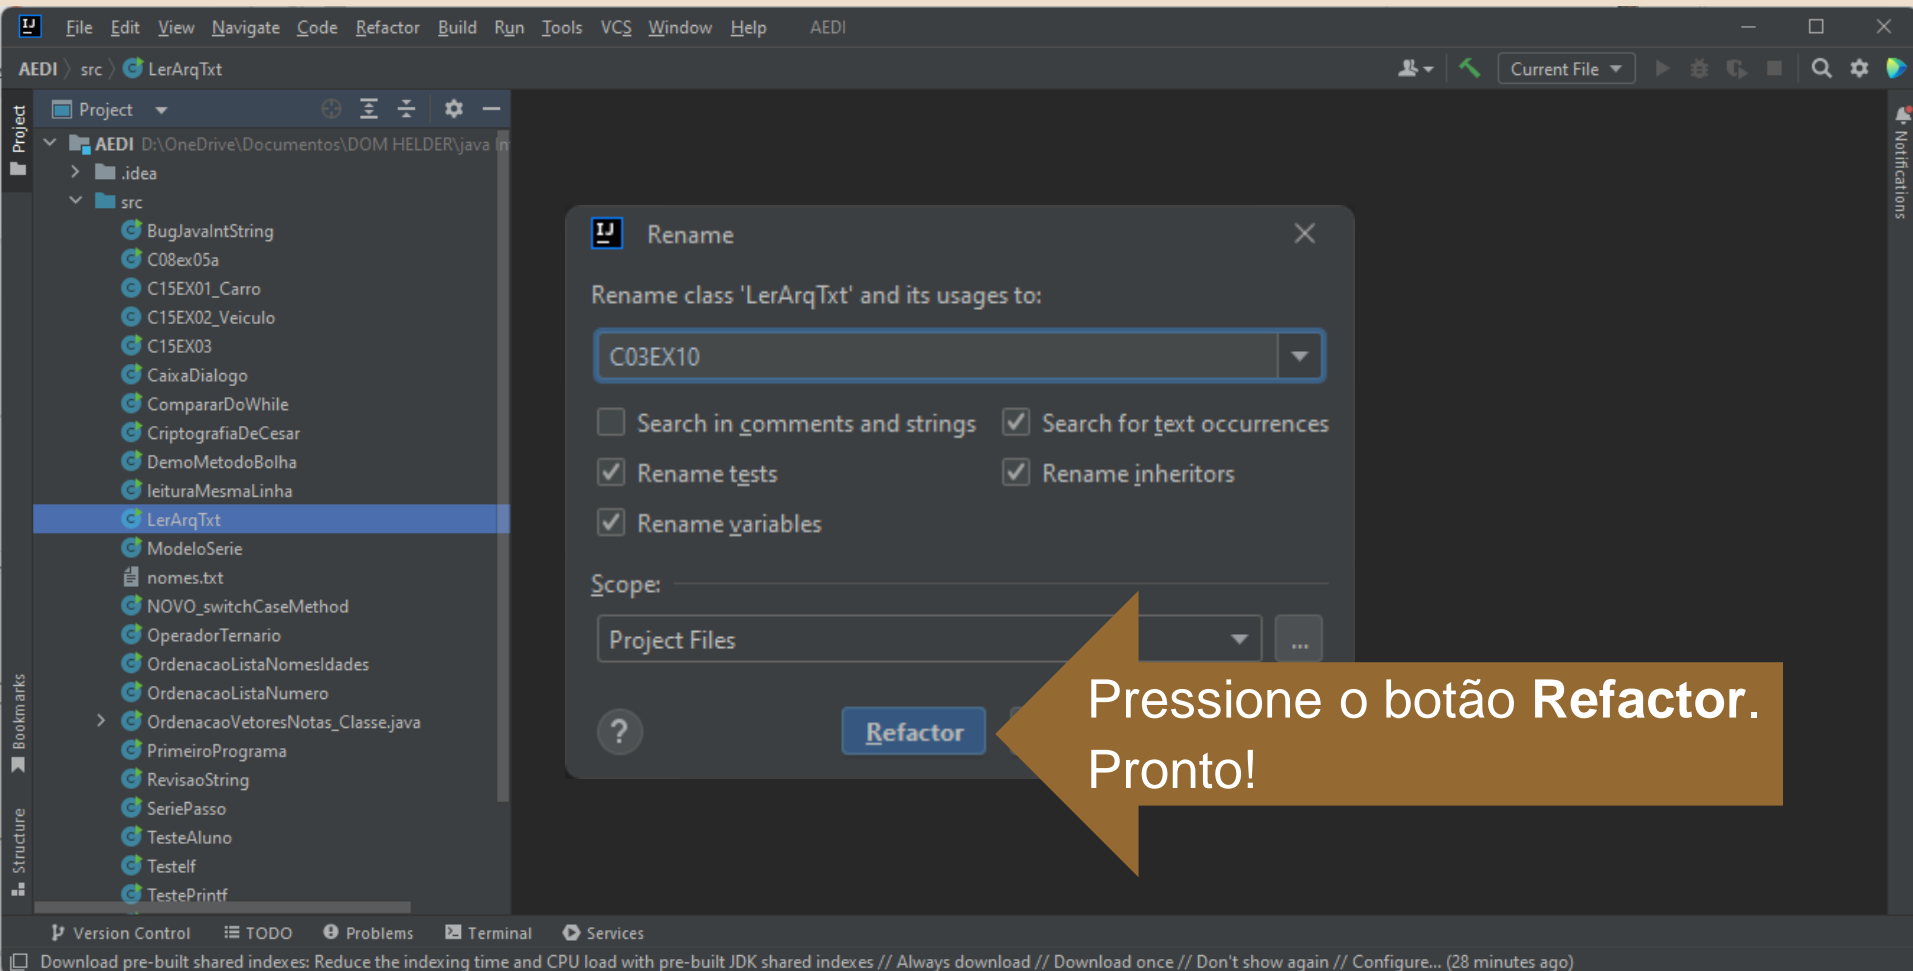 IJ File Edit View Navigate Code Refactor Build Run Tools VCS Window Help AEDI
AEDI src LerArqTxt Current File
Project
Project
AEDI D:\OneDrive\Documentos\DOM HELDER\java In
.idea
src
BugJavaIntString
C08ex05a
C15EX01_Carro
C15EX02_Veiculo
C15EX03
CaixaDialogo
CompararDoWhile
CriptografiaDeCesar
DemoMetodoBolha
leituraMesmaLinha
LerArqTxt
ModeloSerie
nomes.txt
NOVO_switchCaseMethod
OperadorTernario
OrdenacaoListaNomesIdades
OrdenacaoListaNumero
OrdenacaoVetoresNotas_Classe.java
PrimeiroPrograma
RevisaoString
SeriePasso
TesteAluno
TesteIf
TestePrintf
Bookmarks
Structure
Notifications
IJ Rename
Rename class 'LerArqTxt' and its usages to:
C03EX10
Search in comments and strings Search for text occurrences
Rename tests Rename inheritors
Rename variables
Scope:
Project Files ...
? Refactor
Pressione o botão Refactor.
Pronto!
Version Control TODO Problems Terminal Services
Download pre-built shared indexes: Reduce the indexing time and CPU load with pre-built JDK shared indexes // Always download // Download once // Don't show again // Configure... (28 minutes ago)